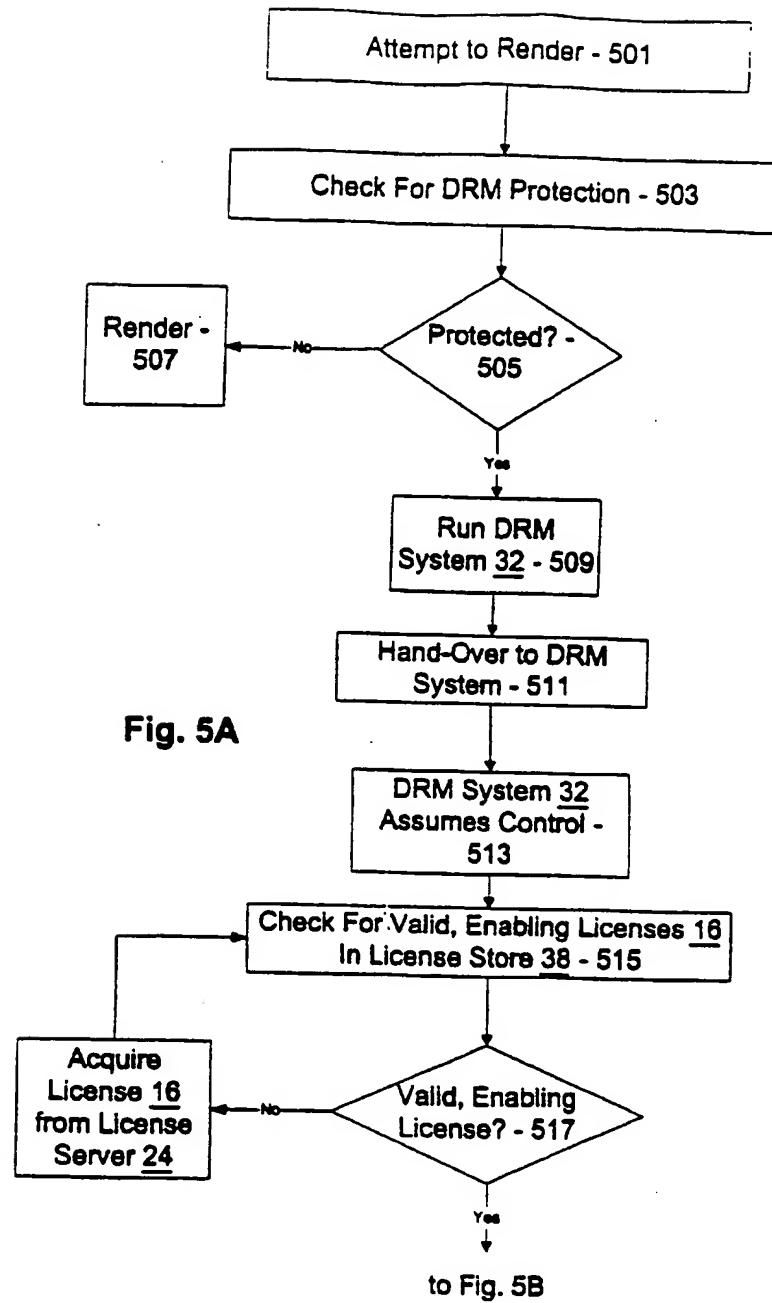 Attempt to Render - 501
Check For DRM Protection - 503
Render -
507
No
Protected? -
505
Yes
Run DRM
System 32 - 509
Hand-Over to DRM
System - 511
Fig. 5A
DRM System 32
Assumes Control -
513
Check For Valid, Enabling Licenses 16
In License Store 38 - 515
Acquire
License 16
from License
Server 24
No
Valid, Enabling
License? - 517
Yes
to Fig. 5B